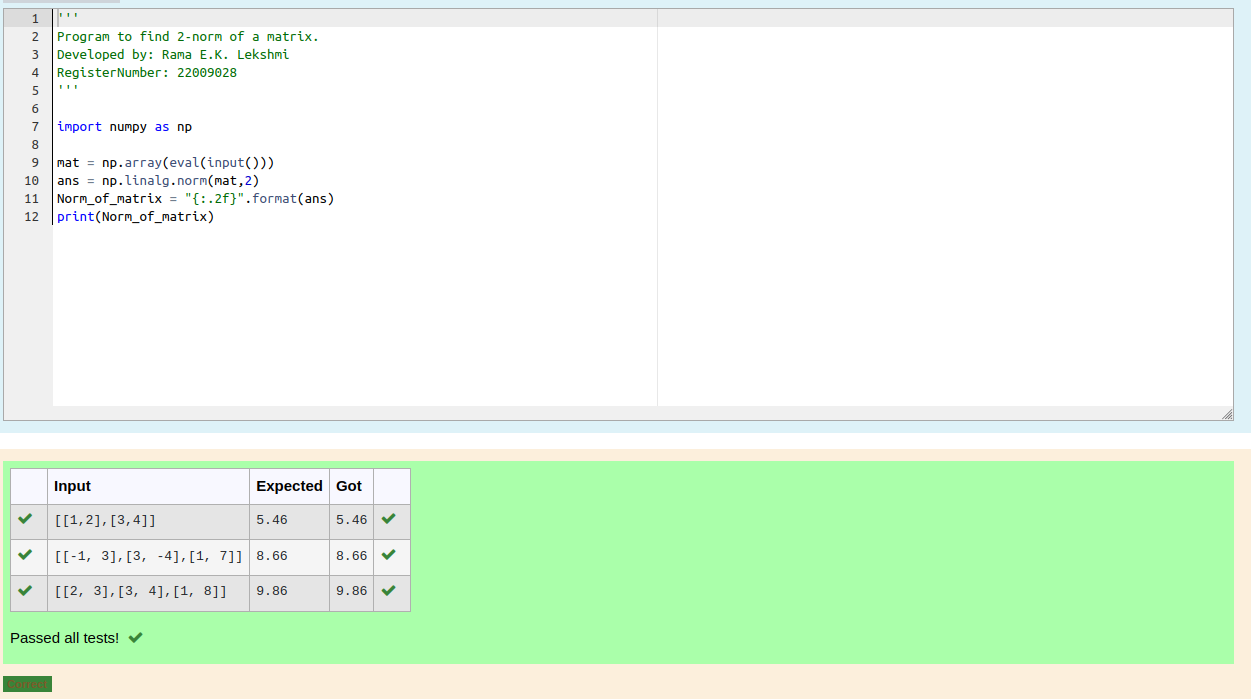 1 '''
2 Program to find 2-norm of a matrix.
3 Developed by: Rama E.K. Lekshmi
4 RegisterNumber: 22009028
5 '''
6
7 import numpy as np
8
9 mat = np.array(eval(input()))
10 ans = np.linalg.norm(mat,2)
11 Norm_of_matrix = "{:.2f}".format(ans)
12 print(Norm_of_matrix)
Input Expected Got
[[1,2],[3,4]] 5.46 5.46
[[-1, 3],[3, -4],[1, 7]] 8.66 8.66
[[2, 3],[3, 4],[1, 8]] 9.86 9.86
Passed all tests!
Correct